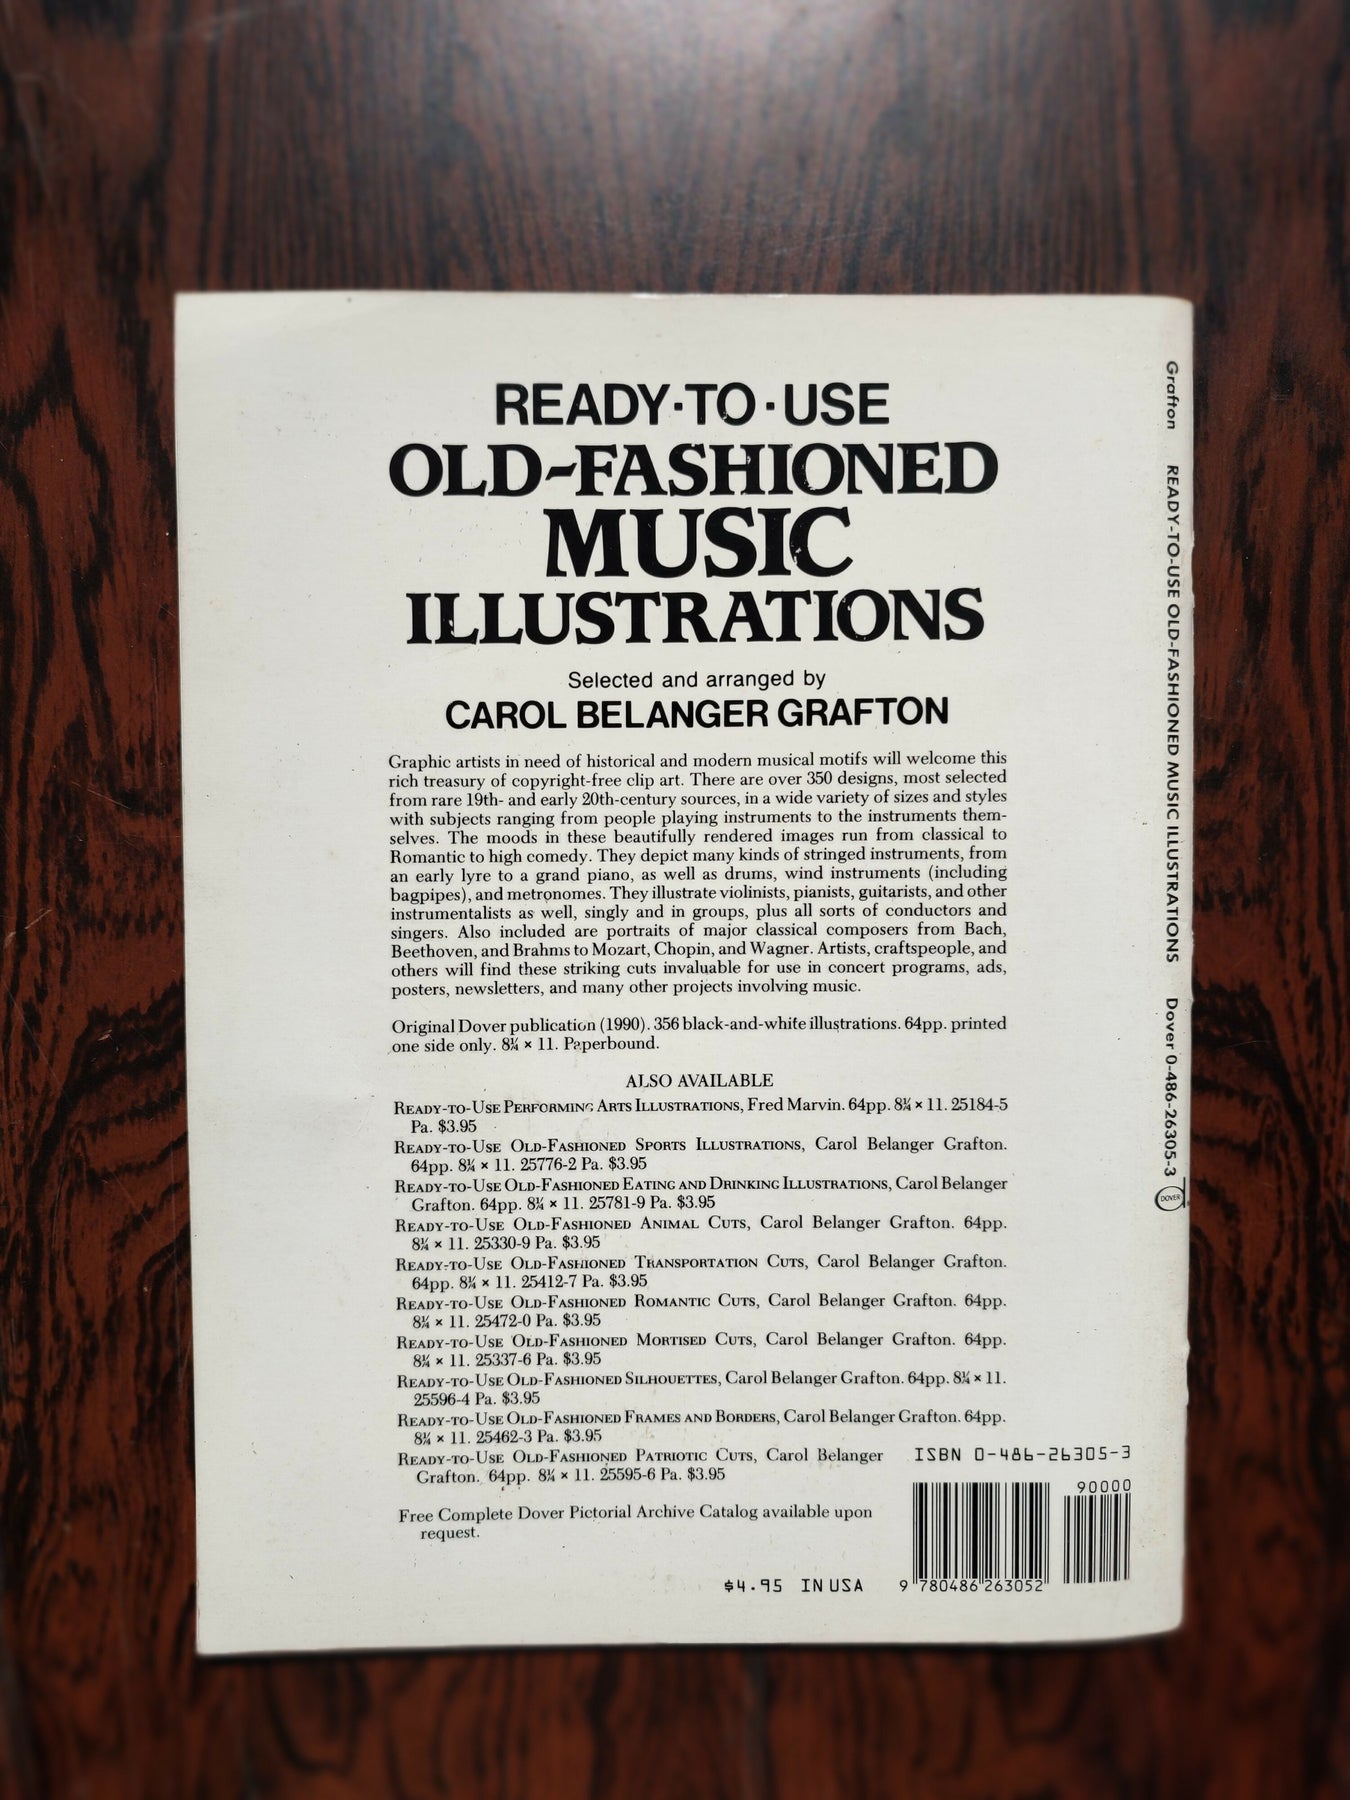 READY·TO·USE
OLD-FASHIONED
MUSIC
ILLUSTRATIONS
Selected and arranged by
CAROL BELANGER GRAFTON
Graphic artists in need of historical and modern musical motifs will welcome this
rich treasury of copyright-free clip art. There are over 350 designs, most selected
from rare 19th- and early 20th-century sources, in a wide variety of sizes and styles
with subjects ranging from people playing instruments to the instruments them-
selves. The moods in these beautifully rendered images run from classical to
Romantic to high comedy. They depict many kinds of stringed instruments, from
an early lyre to a grand piano, as well as drums, wind instruments (including
bagpipes), and metronomes. They illustrate violinists, pianists, guitarists, and other
instrumentalists as well, singly and in groups, plus all sorts of conductors and
singers. Also included are portraits of major classical composers from Bach,
Beethoven, and Brahms to Mozart, Chopin, and Wagner. Artists, craftspeople, and
others will find these striking cuts invaluable for use in concert programs, ads,
posters, newsletters, and many other projects involving music.
Original Dover publication (1990). 356 black-and-white illustrations. 64pp. printed
one side only. 8¼ × 11. Paperbound.
ALSO AVAILABLE
READY-TO-USE PERFORMING ARTS ILLUSTRATIONS, Fred Marvin. 64pp. 8¼ × 11. 25184-5
Pa. $3.95
READY-TO-USE OLD-FASHIONED SPORTS ILLUSTRATIONS, Carol Belanger Grafton.
64pp. 8¼ × 11. 25776-2 Pa. $3.95
READY-TO-USE OLD-FASHIONED EATING AND DRINKING ILLUSTRATIONS, Carol Belanger
Grafton. 64pp. 8¼ × 11. 25781-9 Pa. $3.95
READY-TO-USE OLD-FASHIONED ANIMAL CUTS, Carol Belanger Grafton. 64pp.
8¼ × 11. 25330-9 Pa. $3.95
READY-TO-USE OLD-FASHIONED TRANSPORTATION CUTS, Carol Belanger Grafton.
64pp. 8¼ × 11. 25412-7 Pa. $3.95
READY-TO-USE OLD-FASHIONED ROMANTIC CUTS, Carol Belanger Grafton. 64pp.
8¼ × 11. 25472-0 Pa. $3.95
READY-TO-USE OLD-FASHIONED MORTISED CUTS, Carol Belanger Grafton. 64pp.
8¼ × 11. 25337-6 Pa. $3.95
READY-TO-USE OLD-FASHIONED SILHOUETTES, Carol Belanger Grafton. 64pp. 8¼ × 11.
25596-4 Pa. $3.95
READY-TO-USE OLD-FASHIONED FRAMES AND BORDERS, Carol Belanger Grafton. 64pp.
8¼ × 11. 25462-3 Pa. $3.95
READY-TO-USE OLD-FASHIONED PATRIOTIC CUTS, Carol Belanger
Grafton. 64pp. 8¼ × 11. 25595-6 Pa. $3.95
Free Complete Dover Pictorial Archive Catalog available upon
request.
$4.95 IN USA
ISBN 0-486-26305-3
90000
9 780486 263052
Grafton READY-TO-USE OLD-FASHIONED MUSIC ILLUSTRATIONS Dover 0-486-26305-3
DOVER